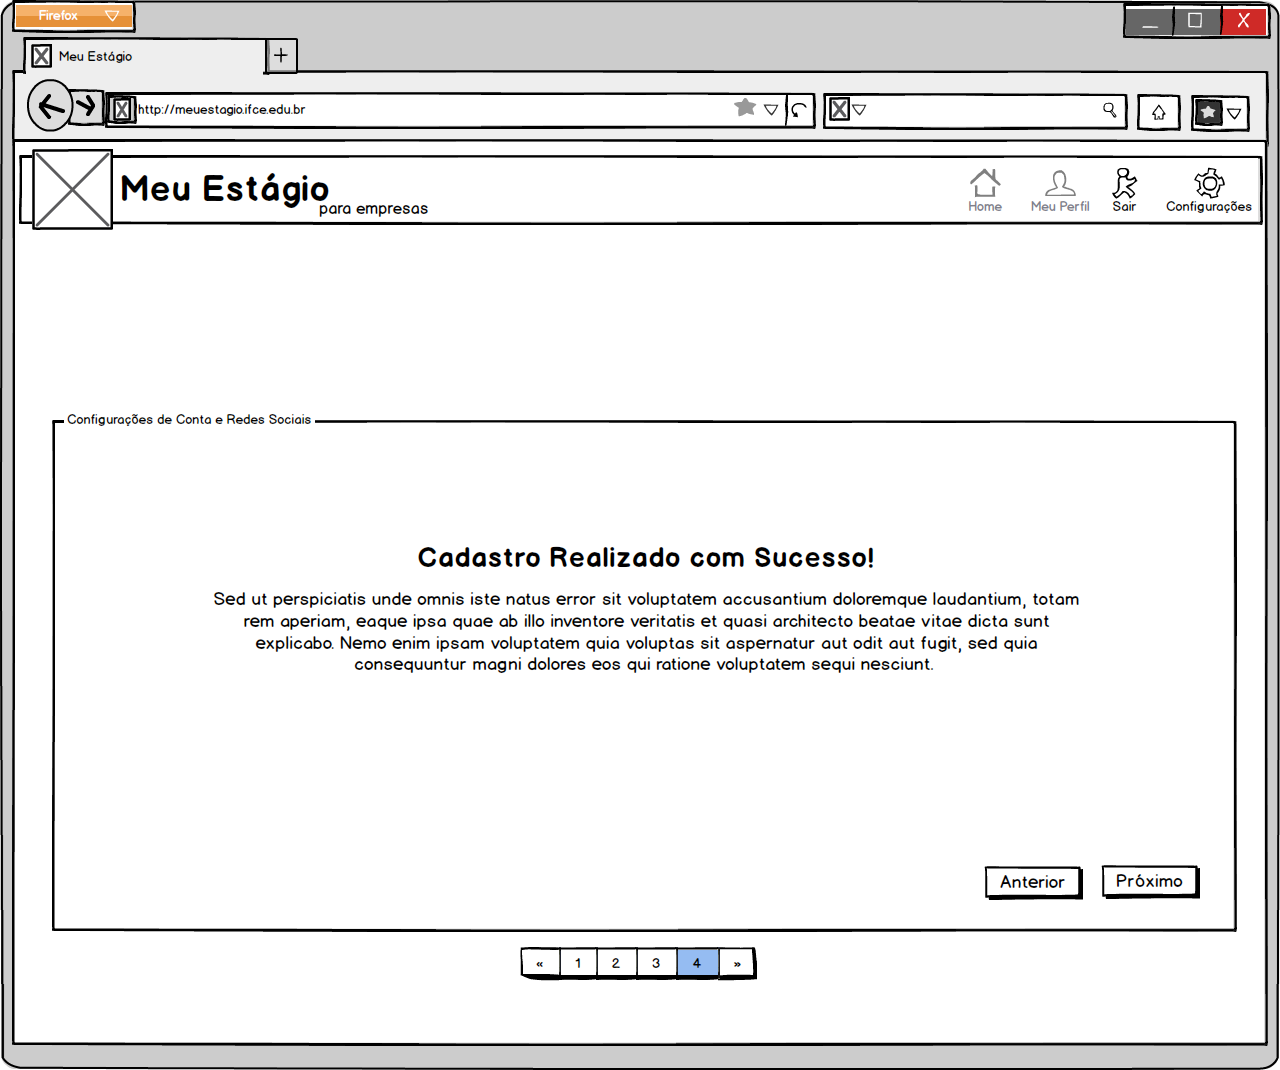 Firefox
Meu Estágio
http://meuestagio.ifce.edu.br
Meu Estágio
para empresas
Home
Meu Perfil
Sair
Configurações
Configurações de Conta e Redes Sociais
Cadastro Realizado com Sucesso!
Sed ut perspiciatis unde omnis iste natus error sit voluptatem accusantium doloremque laudantium, totam
rem aperiam, eaque ipsa quae ab illo inventore veritatis et quasi architecto beatae vitae dicta sunt
explicabo. Nemo enim ipsam voluptatem quia voluptas sit aspernatur aut odit aut fugit, sed quia
consequuntur magni dolores eos qui ratione voluptatem sequi nesciunt.
Anterior
Próximo
« 1 2 3 4 »